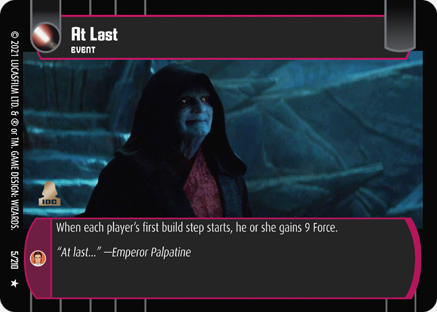 At Last
EVENT
© 2021 LUCASFILM LTD. & ® or TM. GAME DESIGN: WIZARDS.
IDC
When each player's first build step starts, he or she gains 9 Force.
"At last..." —Emperor Palpatine
5/210